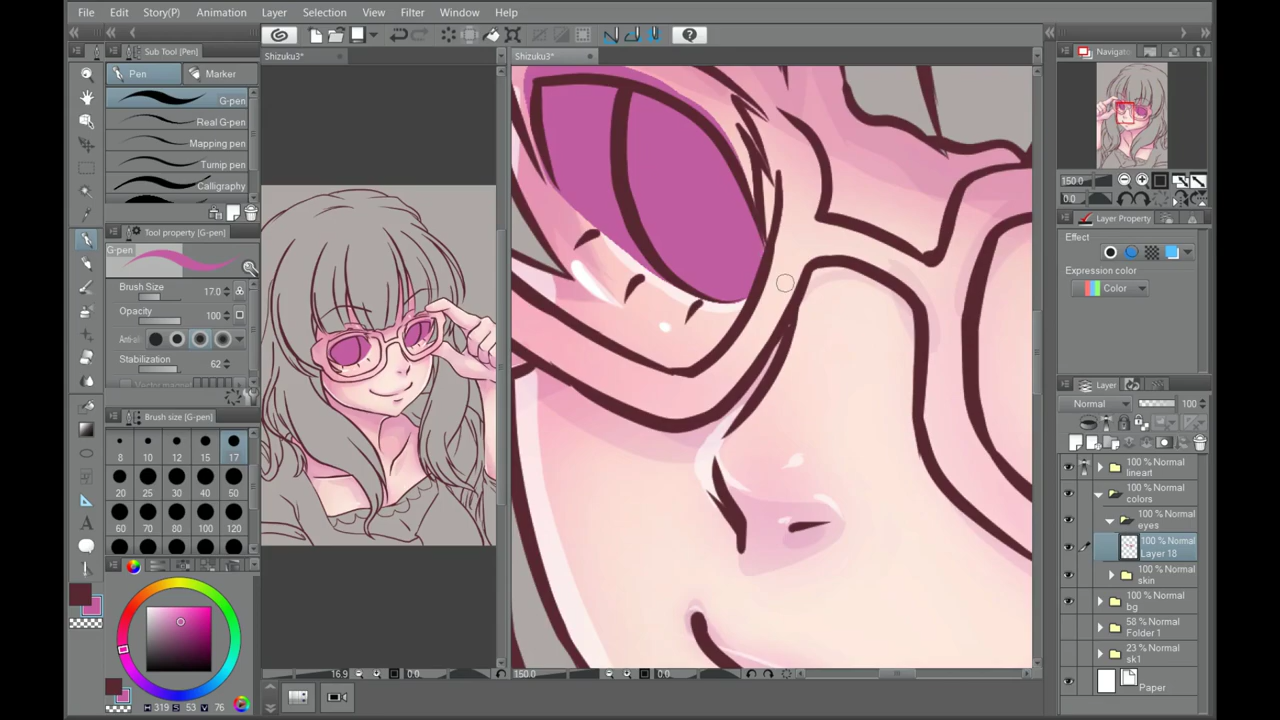 File Edit Story(P) Animation Layer Selection View Filter Window Help
Sub Tool [Pen]
Pen Marker
G-pen
Real G-pen
Mapping pen
Turnip pen
Calligraphy
Tool property [G-pen]
G-pen
Brush Size 17.0
Opacity 100
Anti-al
Stabilization 62
Brush size [G-pen]
7 8 10 12 15 17
20 25 30 40 50
60 70 80 100 120
H 319 S 53 V 76
Shizuku3*
16.9 0.0
Shizuku3*
150.0 0.0
Navigator
150.0
0.0
Layer Property
Effect
Expression color
Color
Layer
Normal 100
100 % Normal
lineart
100 % Normal
colors
100 % Normal
eyes
100 % Normal
Layer 18
100 % Normal
skin
100 % Normal
bg
58 % Normal
Folder 1
23 % Normal
sk1
Paper